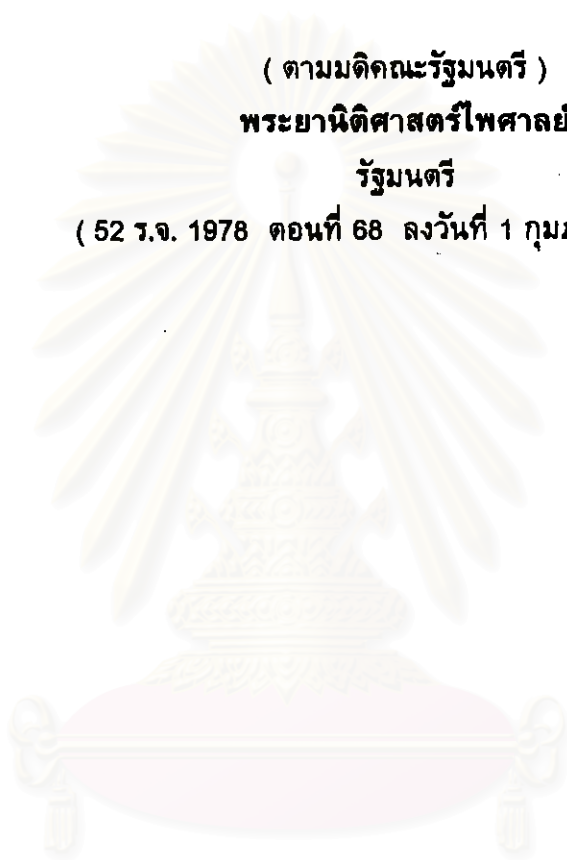 ( ตามมติคณะรัฐมนตรี )
พระยานิติศาสตร์ไพศาลย์
รัฐมนตรี
( 52 ร.จ. 1978 ตอนที่ 68 ลงวันที่ 1